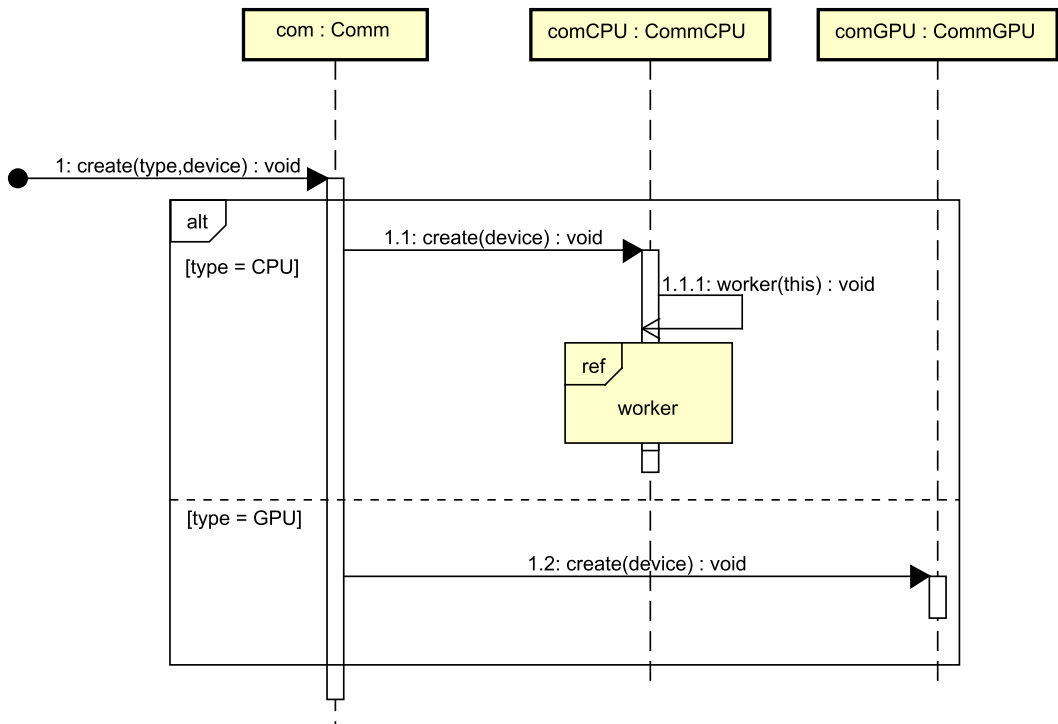 com : Comm
comCPU : CommCPU
comGPU : CommGPU
1: create(type,device) : void
alt
1.1: create(device) : void
[type = CPU]
1.1.1: worker(this) : void
ref
worker
[type = GPU]
1.2: create(device) : void